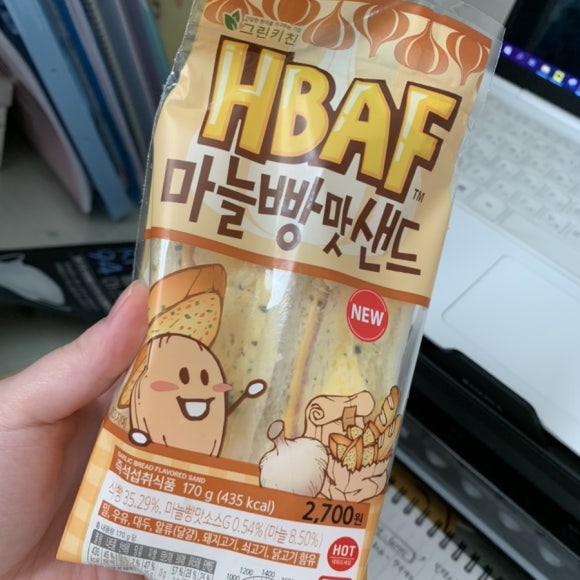 그린키친
HBAF™
마늘빵맛샌드
NEW
GARLIC BREAD FLAVORED SAND
즉석섭취식품 170 g (435 kcal)
2,700원
식빵 35.29%, 마늘빵맛소스G 0.54% (마늘 8.50%)
밀, 우유, 대두, 알류(달걀), 돼지고기, 쇠고기, 닭고기 함유
HOT
1200 1400